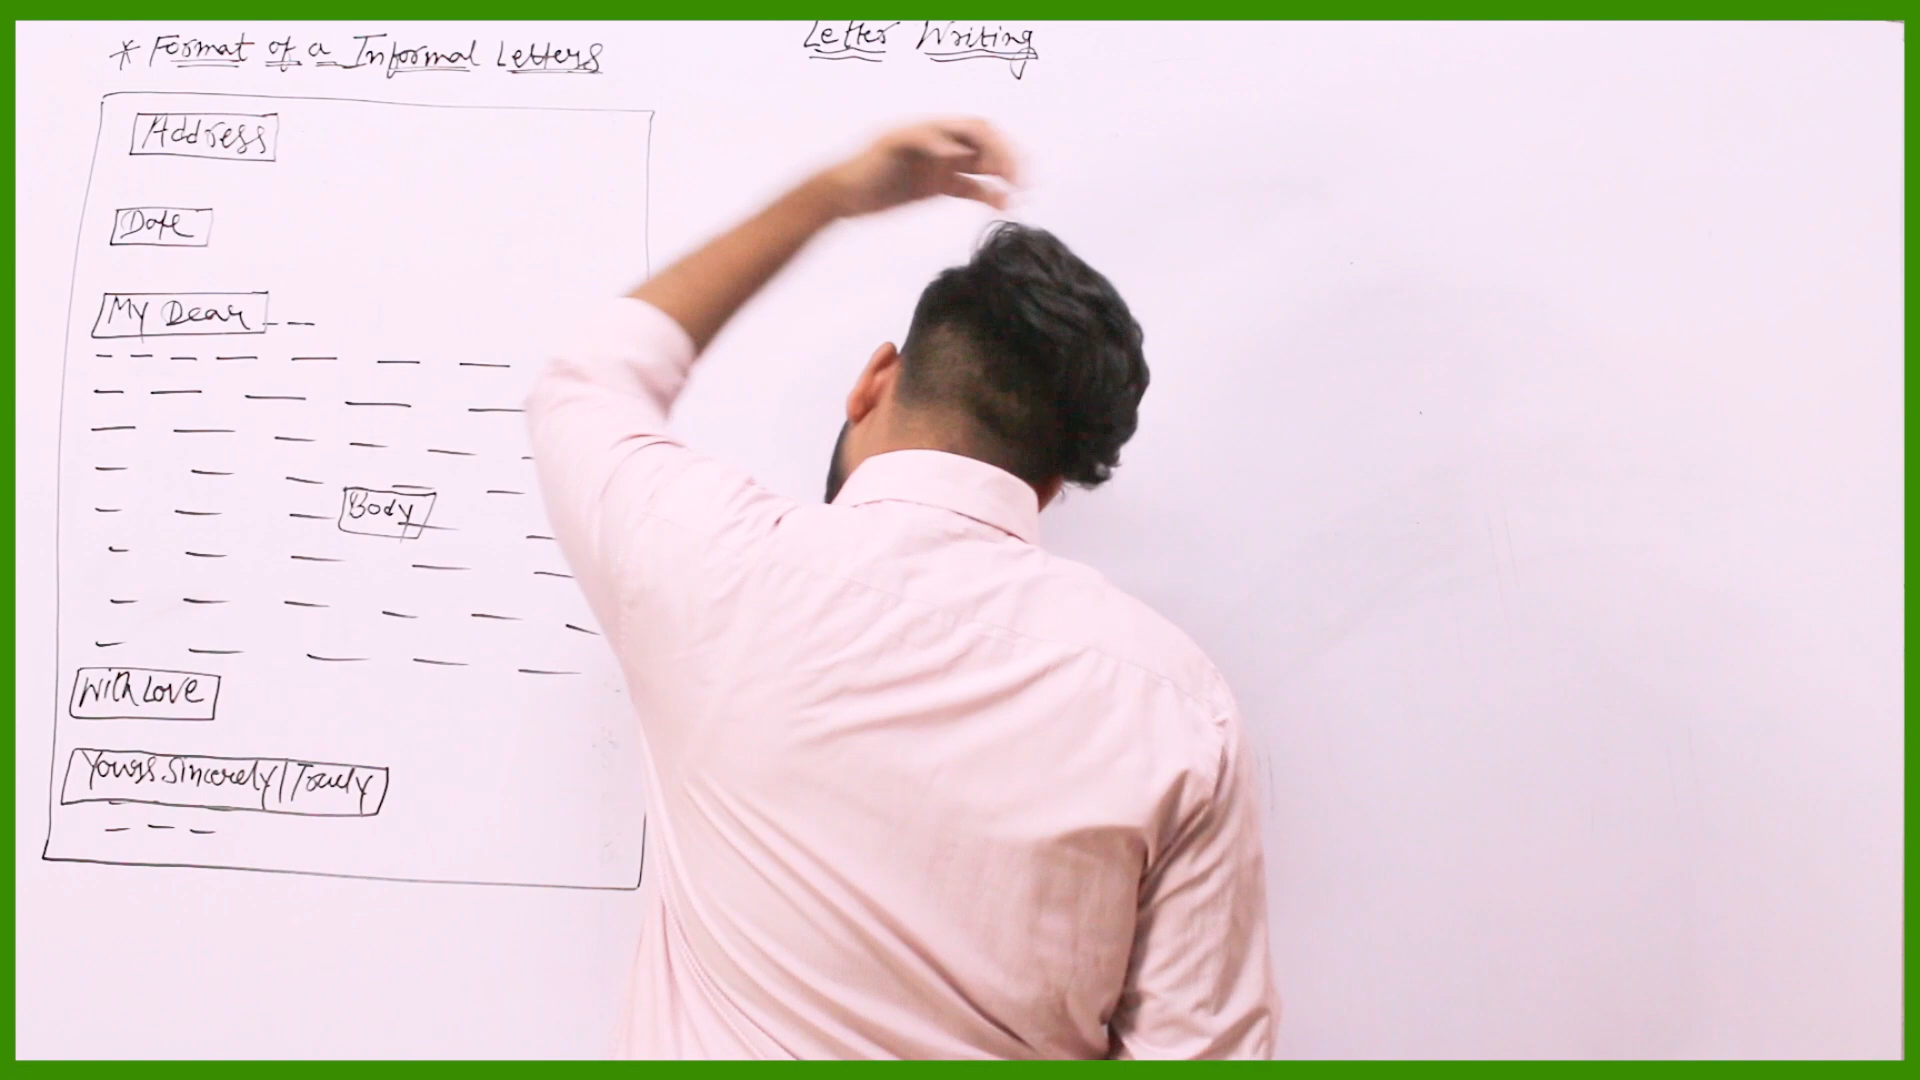 Letter Writing
* Format of a Informal Letters
Address
Date
My Dear
Body
With Love
Yours Sincerely/Truly